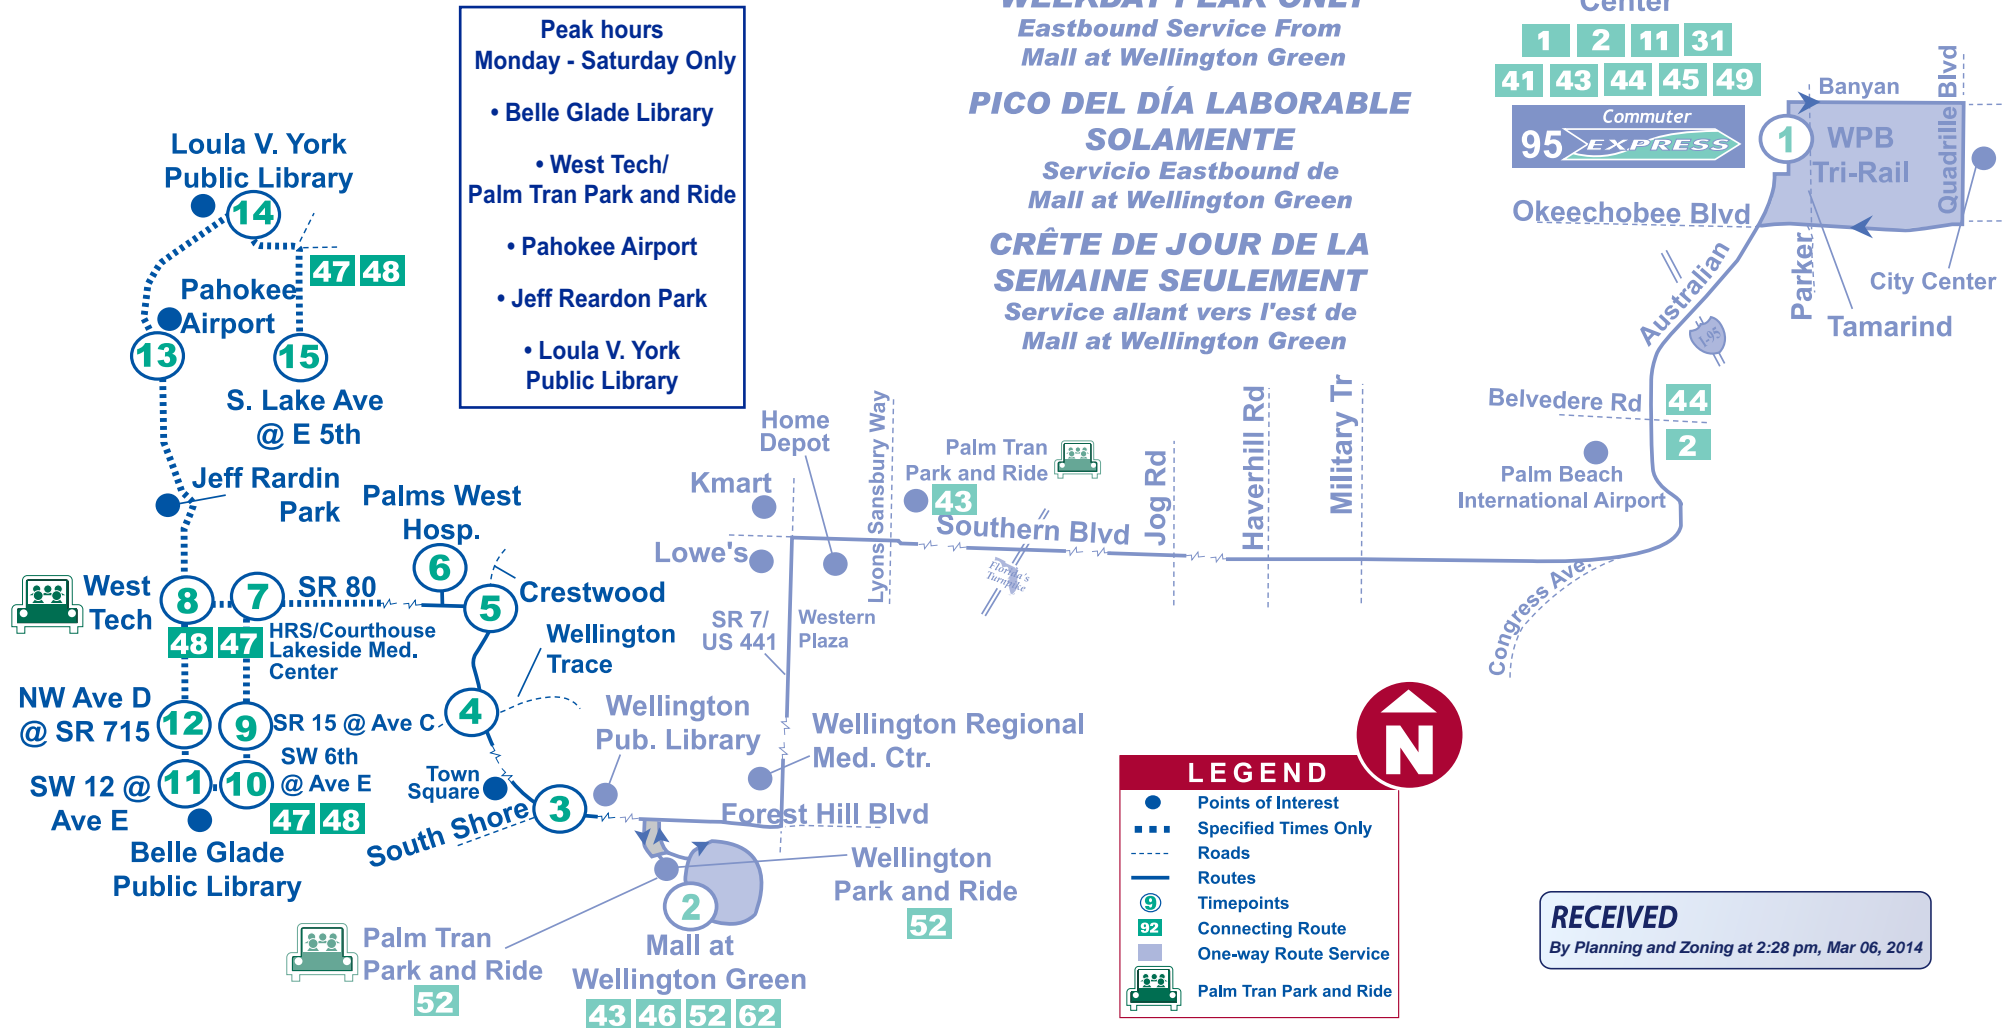 Peak hours
Monday - Saturday Only
• Belle Glade Library
• West Tech/
Palm Tran Park and Ride
• Pahokee Airport
• Jeff Reardon Park
• Loula V. York
Public Library
WEEKDAY PEAK ONLY
Eastbound Service From
Mall at Wellington Green
PICO DEL DÍA LABORABLE
SOLAMENTE
Servicio Eastbound de
Mall at Wellington Green
CRÊTE DE JOUR DE LA
SEMAINE SEULEMENT
Service allant vers l'est de
Mall at Wellington Green
Center
1 2 11 31
41 43 44 45 49
Commuter
95 EXPRESS
Banyan
Quadrille Blvd
1
WPB
Tri-Rail
Okeechobee Blvd
Parker
Australian
I-95
City Center
Tamarind
Belvedere Rd
44
2
Palm Beach
International Airport
Congress Ave.
Military Tr
Haverhill Rd
Jog Rd
Southern Blvd
Florida's
Turnpike
Palm Tran
Park and Ride
43
Lyons Sansbury Way
Home
Depot
Kmart
Lowe's
SR 7/
US 441
Western
Plaza
Loula V. York
Public Library
14
47 48
Pahokee
Airport
13
15
S. Lake Ave
@ E 5th
Jeff Rardin
Park
Palms West
Hosp.
6
5
Crestwood
West
Tech
8
7
SR 80
48 47
HRS/Courthouse
Lakeside Med.
Center
Wellington
Trace
NW Ave D
@ SR 715
12
9
SR 15 @ Ave C
4
SW 6th
@ Ave E
SW 12 @
Ave E
11
10
47 48
Belle Glade
Public Library
Town
Square
South Shore
3
Wellington
Pub. Library
Wellington Regional
Med. Ctr.
Forest Hill Blvd
Wellington
Park and Ride
52
2
Mall at
Wellington Green
43 46 52 62
Palm Tran
Park and Ride
52
N
LEGEND
Points of Interest
Specified Times Only
Roads
Routes
9 Timepoints
92 Connecting Route
One-way Route Service
Palm Tran Park and Ride
RECEIVED
By Planning and Zoning at 2:28 pm, Mar 06, 2014